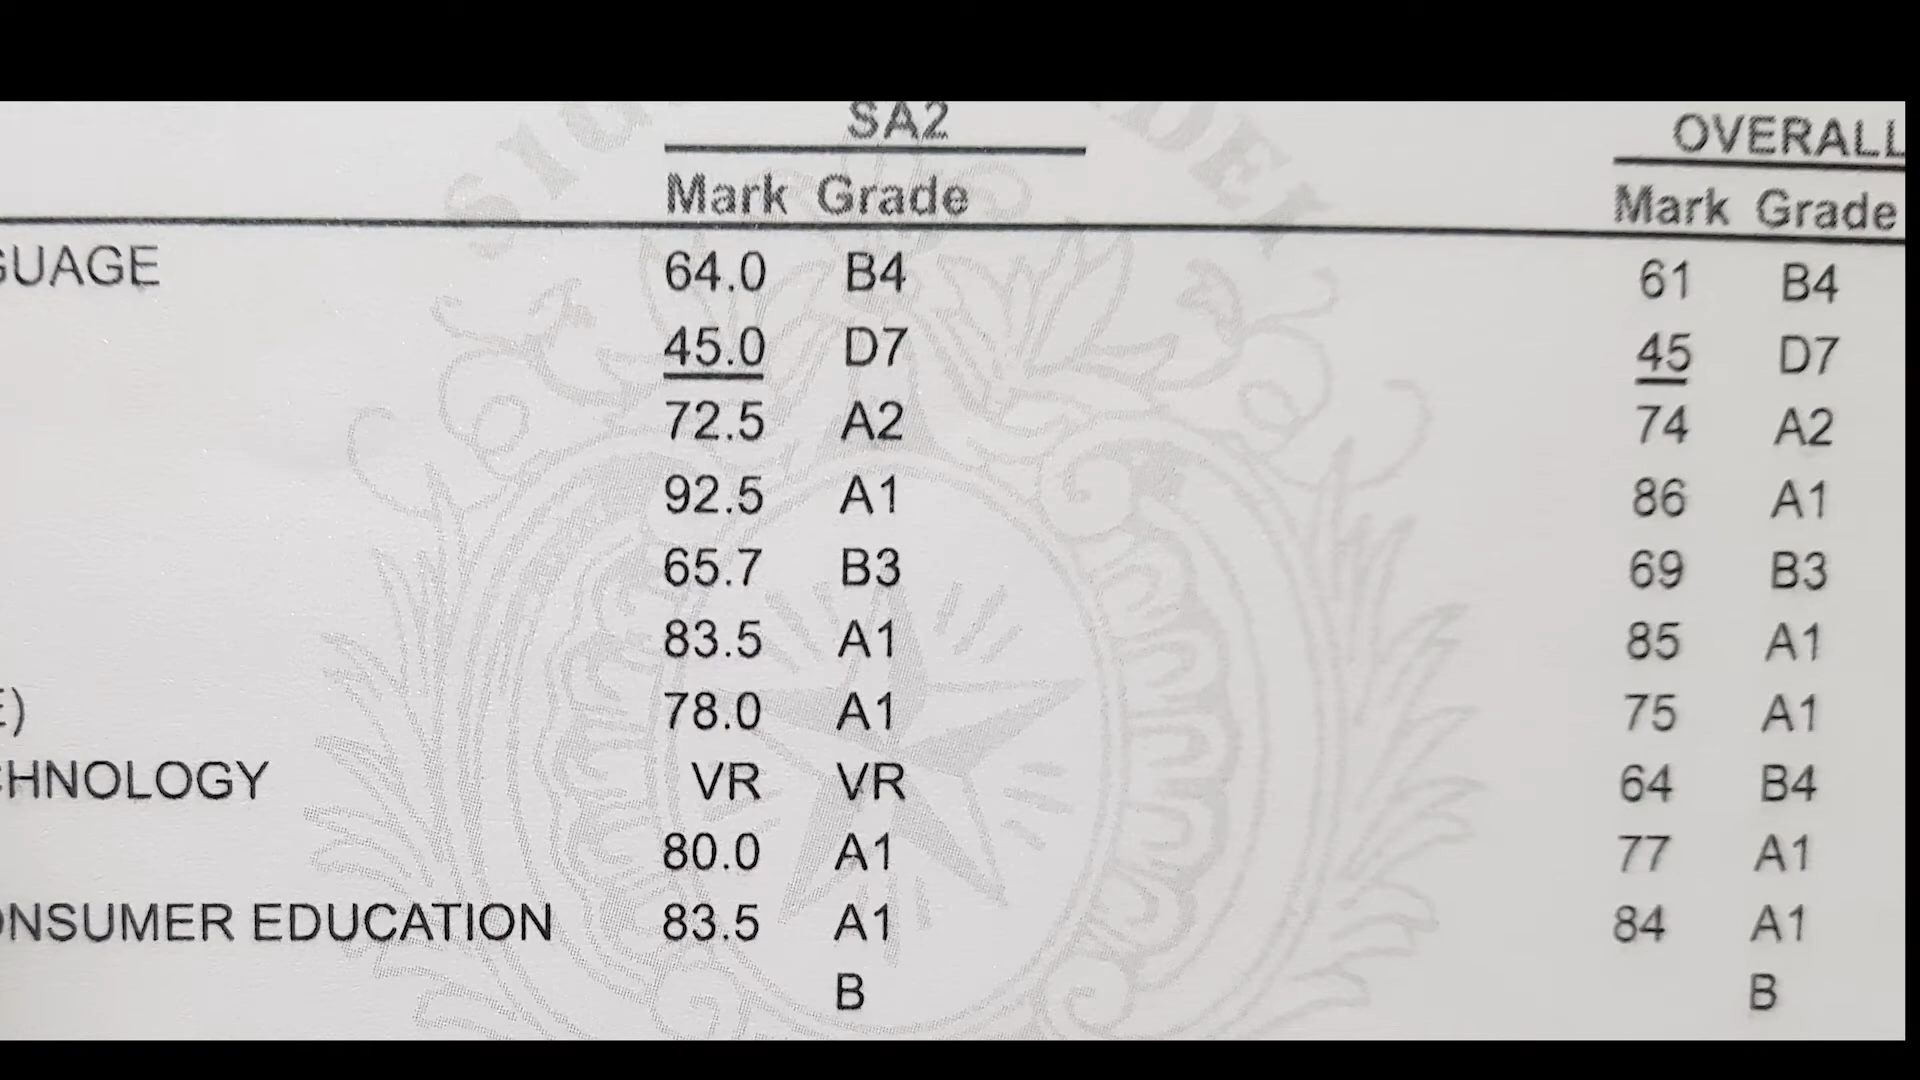 SA2 OVERALL
Mark Grade Mark Grade
GUAGE 64.0 B4 61 B4
45.0 D7 45 D7
72.5 A2 74 A2
92.5 A1 86 A1
65.7 B3 69 B3
83.5 A1 85 A1
E) 78.0 A1 75 A1
CHNOLOGY VR VR 64 B4
80.0 A1 77 A1
ONSUMER EDUCATION 83.5 A1 84 A1
B B